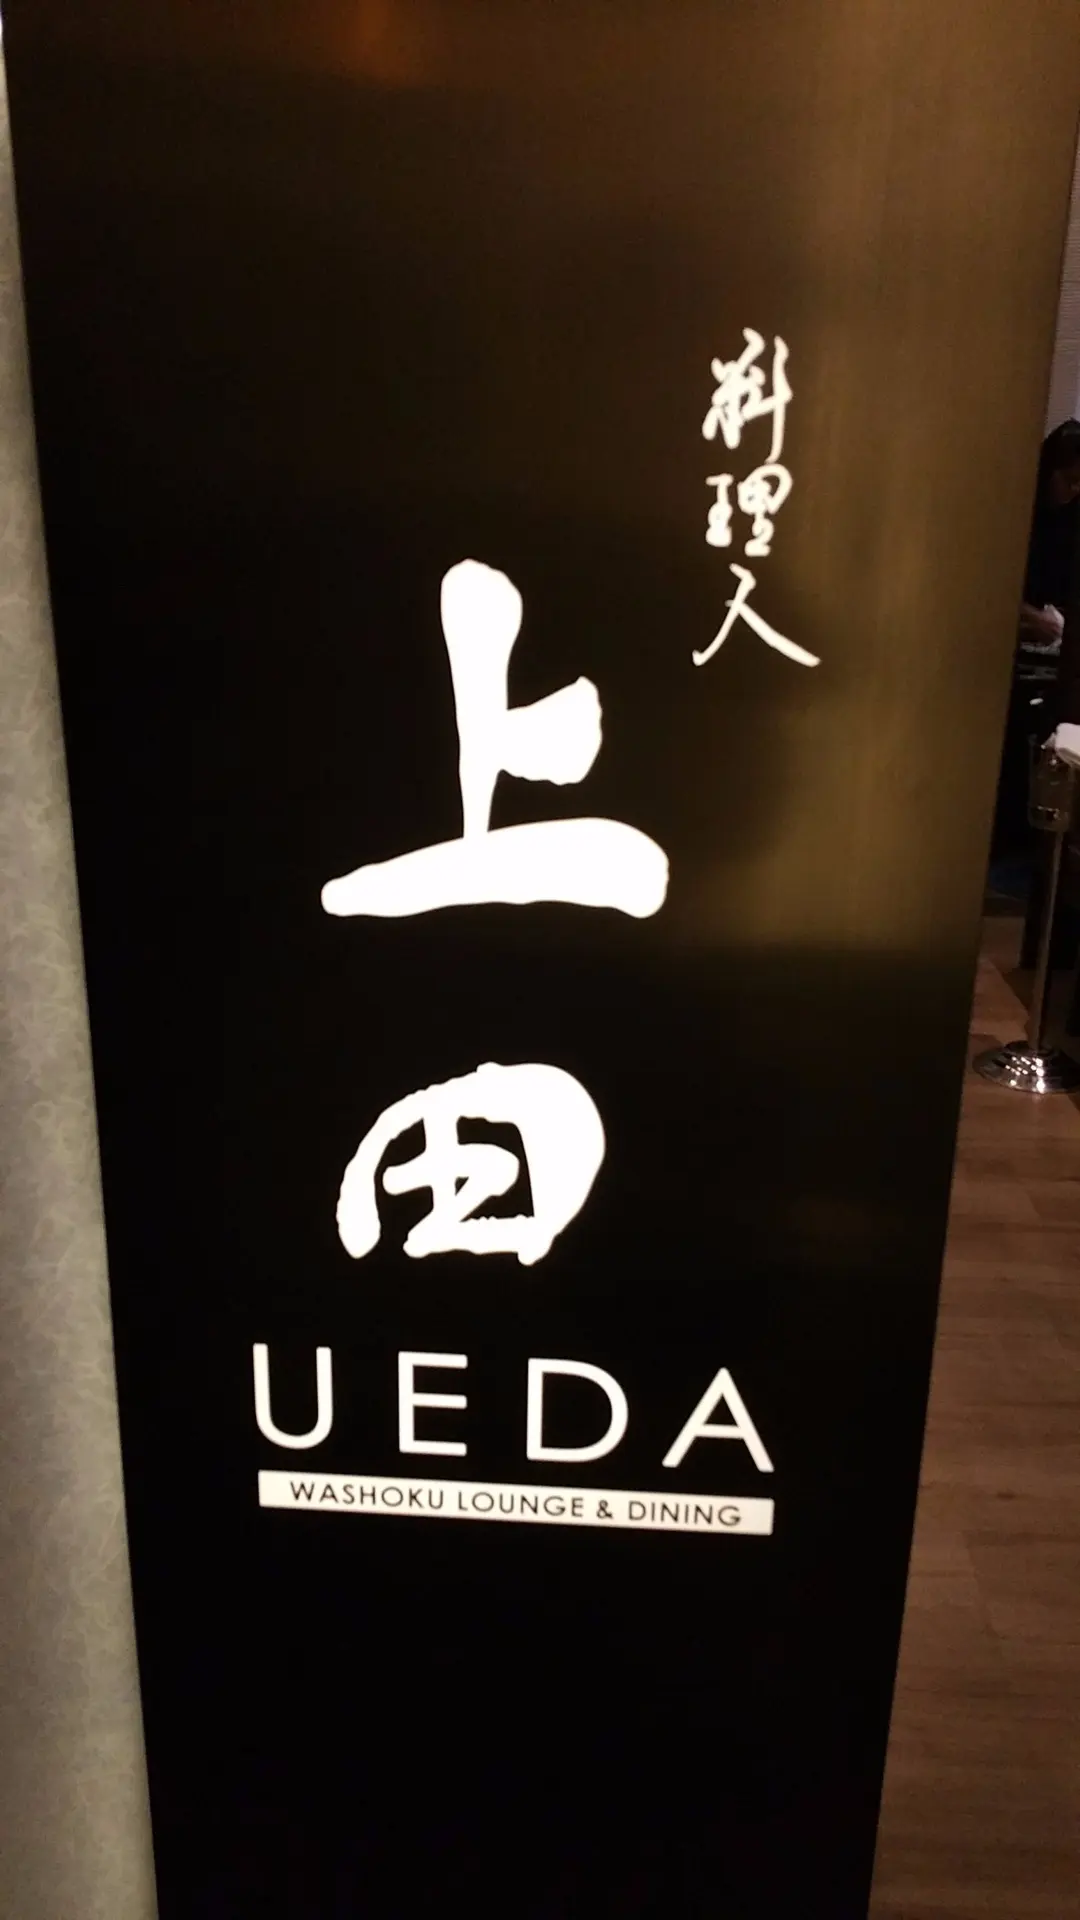 料理人
上田
UEDA
WASHOKU LOUNGE & DINING